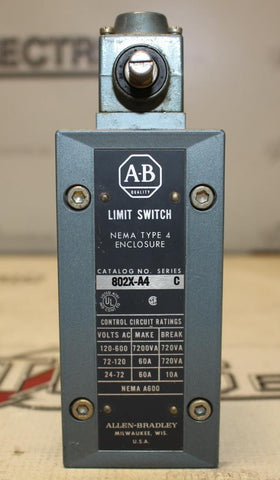 ELECTR
A-B
QUALITY
LIMIT SWITCH
NEMA TYPE 4
ENCLOSURE
CATALOG NO. SERIES
802X-A4 C
CONTROL CIRCUIT RATINGS
VOLTS AC MAKE BREAK
120-600 7200VA 720VA
72-120 60A 720VA
24-72 60A 10A
NEMA A600
ALLEN-BRADLEY
MILWAUKEE, WIS.
U.S.A.